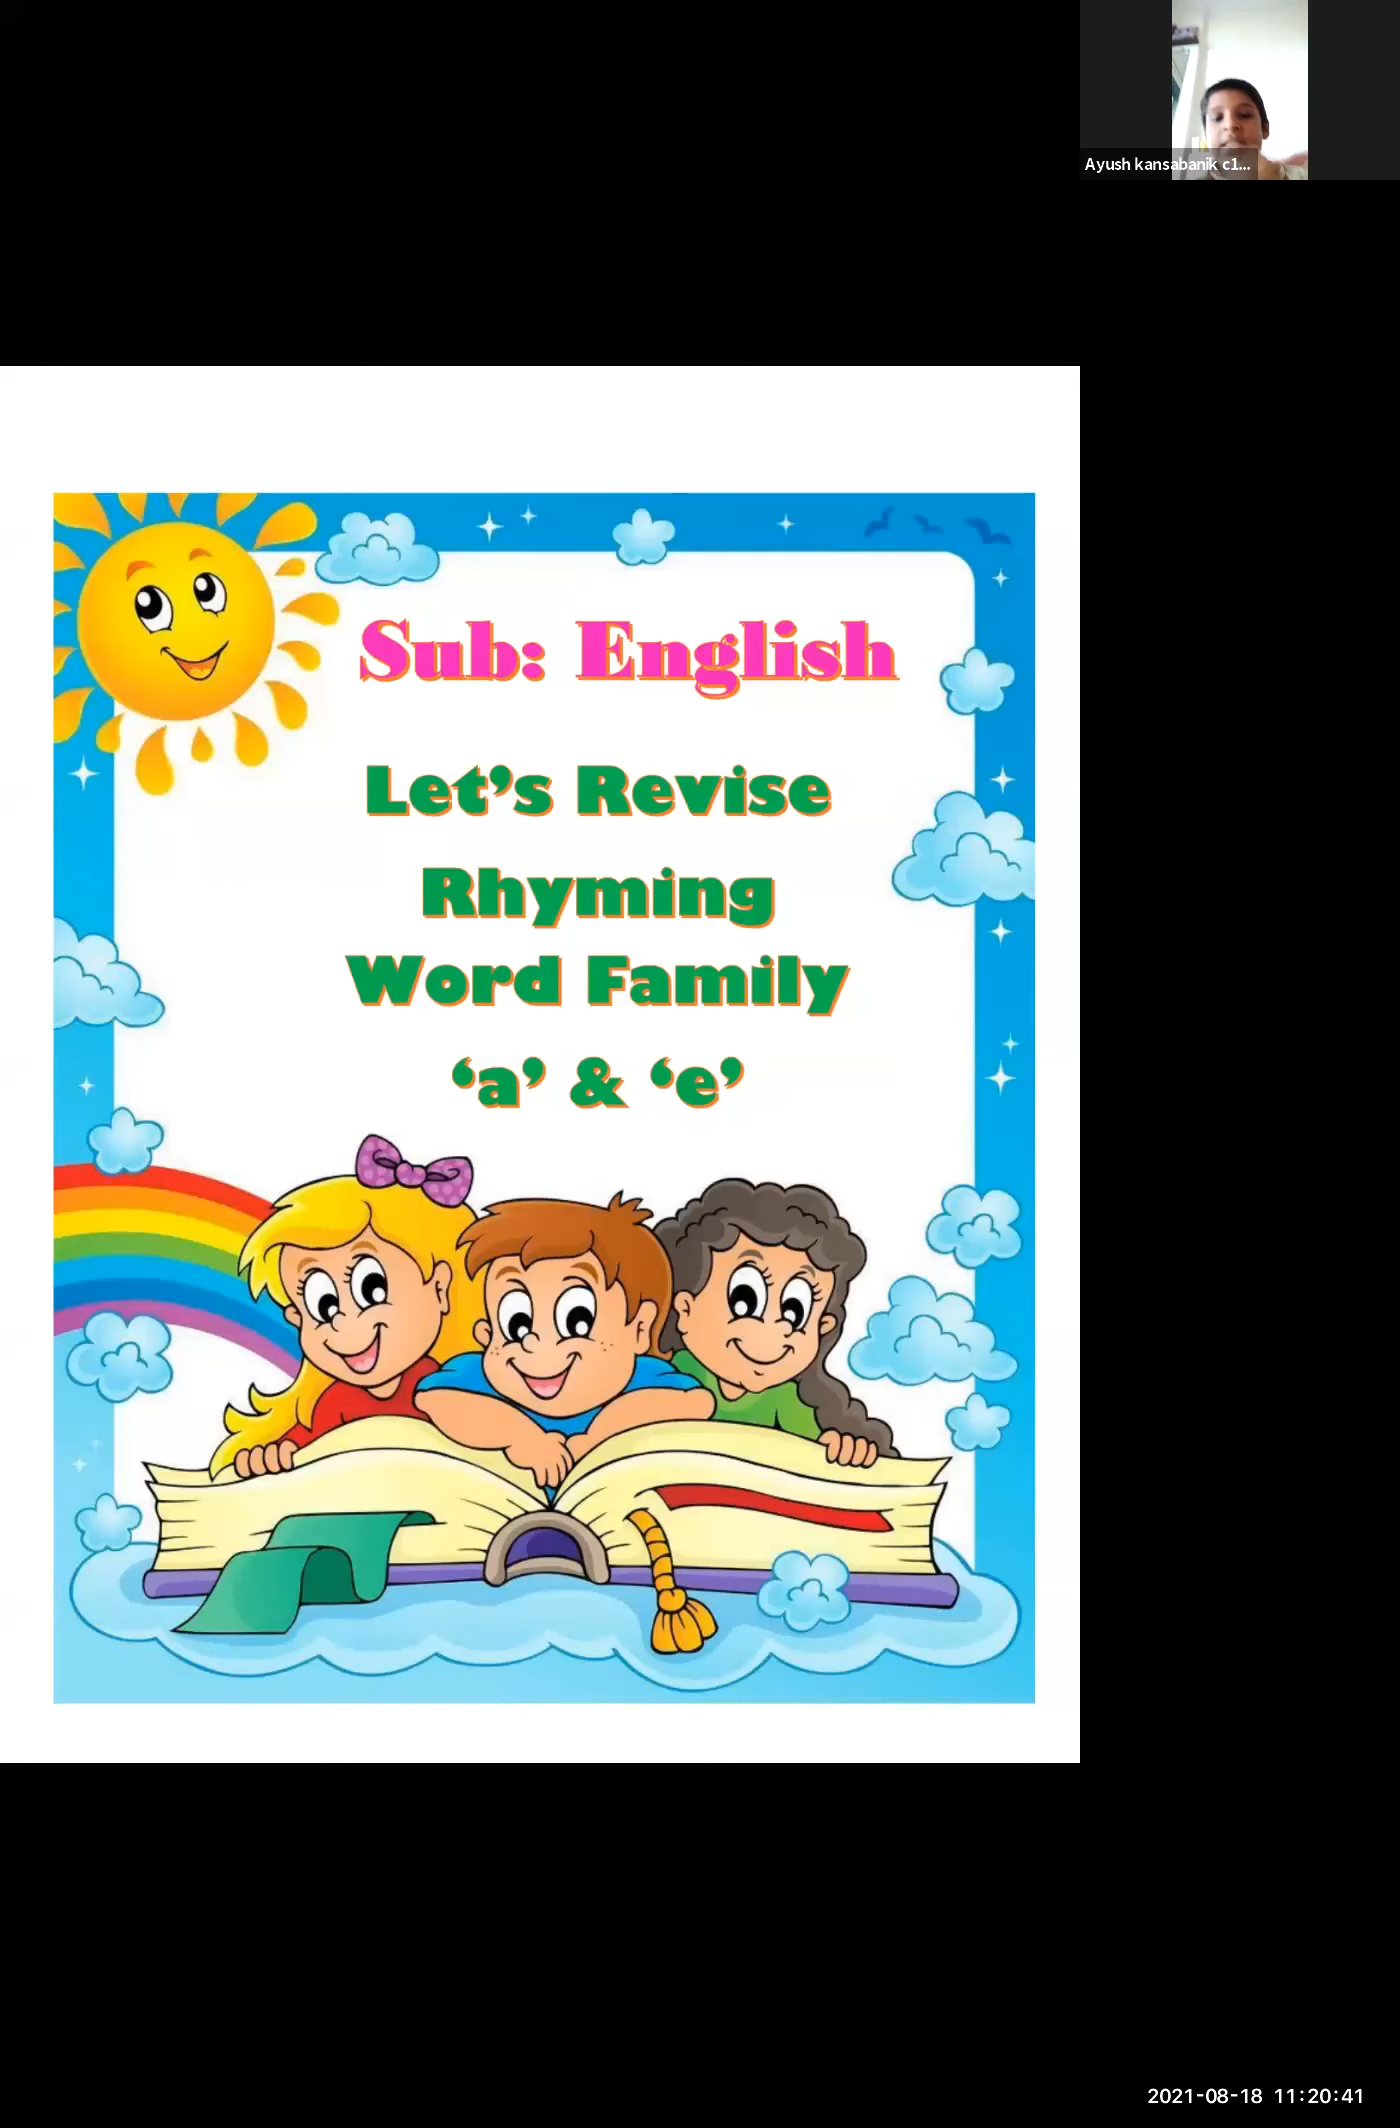 Ayush kansabanik c1...
Sub: English
Let’s Revise
Rhyming
Word Family
‘a’ & ‘e’
2021-08-18 11:20:41